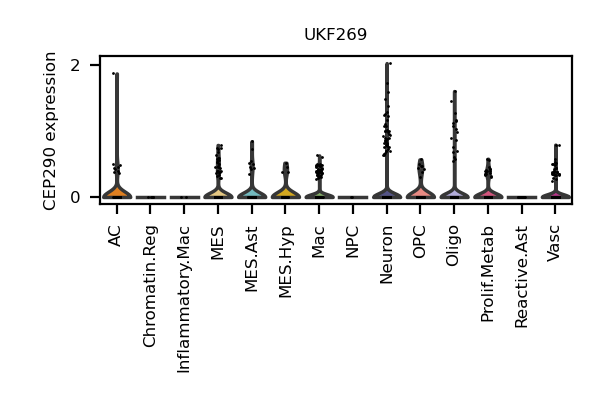 UKF269
CEP290 expression
2
0
AC
Chromatin.Reg
Inflammatory.Mac
MES
MES.Ast
MES.Hyp
Mac
NPC
Neuron
OPC
Oligo
Prolif.Metab
Reactive.Ast
Vasc